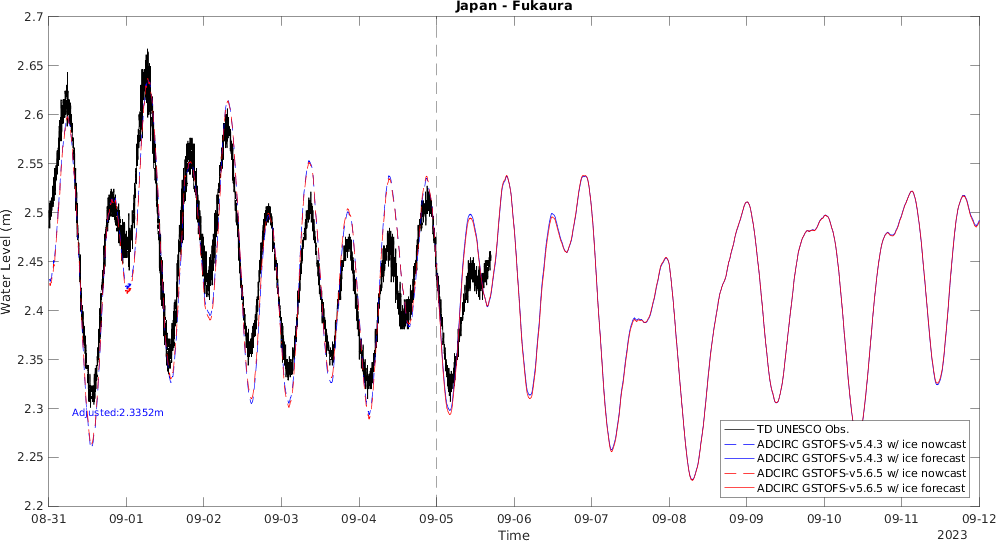 Japan - Fukaura
2.7
2.65
2.6
2.55
2.5
2.45
2.4
2.35
2.3
2.25
2.2
Water Level (m)
Adjusted:2.3352m
TD UNESCO Obs.
ADCIRC GSTOFS-v5.4.3 w/ ice nowcast
ADCIRC GSTOFS-v5.4.3 w/ ice forecast
ADCIRC GSTOFS-v5.6.5 w/ ice nowcast
ADCIRC GSTOFS-v5.6.5 w/ ice forecast
08-31 09-01 09-02 09-03 09-04 09-05 09-06 09-07 09-08 09-09 09-10 09-11 09-12
Time
2023